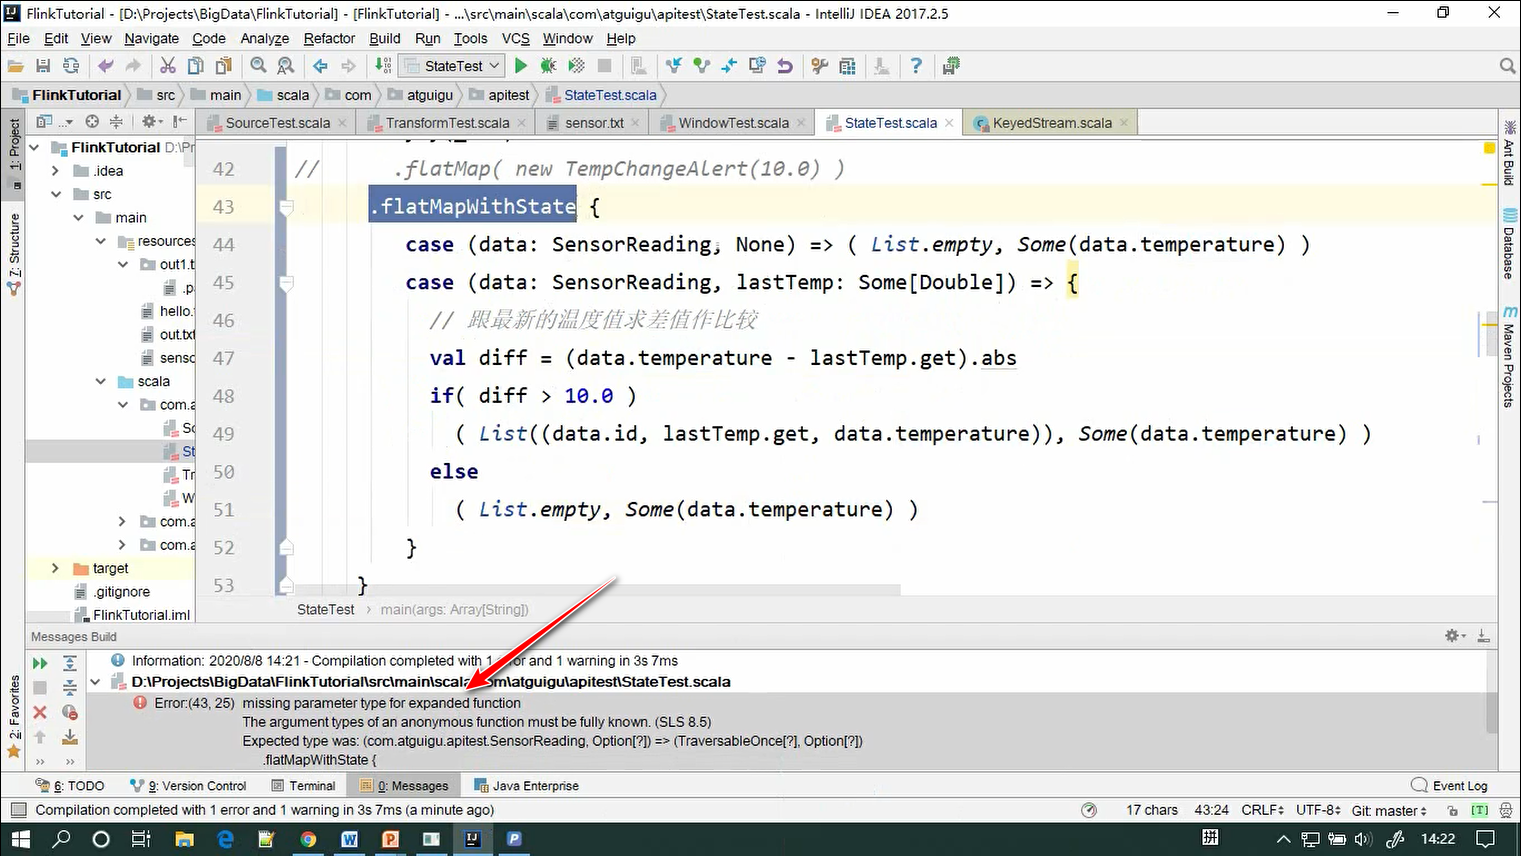 FlinkTutorial - [D:\Projects\BigData\FlinkTutorial] - [FlinkTutorial] - ...\src\main\scala\com\atguigu\apitest\StateTest.scala - IntelliJ IDEA 2017.2.5
File Edit View Navigate Code Analyze Refactor Build Run Tools VCS Window Help
StateTest
FlinkTutorial src main scala com atguigu apitest StateTest.scala
SourceTest.scala TransformTest.scala sensor.txt WindowTest.scala StateTest.scala KeyedStream.scala
1: Project
7: Structure
2: Favorites
Ant Build
Database
Maven Projects
FlinkTutorial D:\P
.idea
src
main
resources
out1.t
.p
hello.
out.tx
senso
scala
com.a
So
St
Tr
W
com.a
com.a
target
.gitignore
FlinkTutorial.iml
42 // .flatMap( new TempChangeAlert(10.0) )
43 .flatMapWithState {
44 case (data: SensorReading, None) => ( List.empty, Some(data.temperature) )
45 case (data: SensorReading, lastTemp: Some[Double]) => {
46 // 跟最新的温度值求差值作比较
47 val diff = (data.temperature - lastTemp.get).abs
48 if( diff > 10.0 )
49 ( List((data.id, lastTemp.get, data.temperature)), Some(data.temperature) )
50 else
51 ( List.empty, Some(data.temperature) )
52 }
53 }
StateTest main(args: Array[String])
Messages Build
Information: 2020/8/8 14:21 - Compilation completed with 1 error and 1 warning in 3s 7ms
D:\Projects\BigData\FlinkTutorial\src\main\scala\com\atguigu\apitest\StateTest.scala
Error:(43, 25) missing parameter type for expanded function
The argument types of an anonymous function must be fully known. (SLS 8.5)
Expected type was: (com.atguigu.apitest.SensorReading, Option[?]) => (TraversableOnce[?], Option[?])
.flatMapWithState {
6: TODO 9: Version Control Terminal 0: Messages Java Enterprise Event Log
Compilation completed with 1 error and 1 warning in 3s 7ms (a minute ago) 17 chars 43:24 CRLF UTF-8 Git: master [T]
拼 14:22